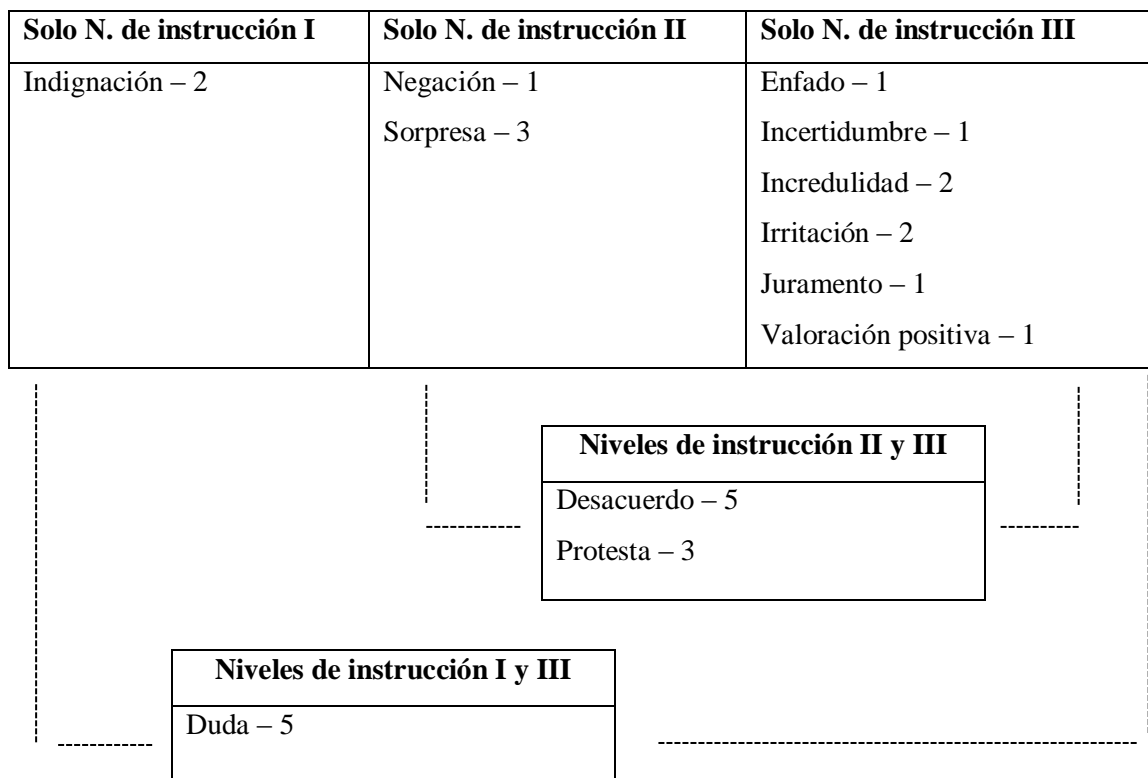 Solo N. de instrucción I
Solo N. de instrucción II
Solo N. de instrucción III
Indignación – 2
Negación – 1
Sorpresa – 3
Enfado – 1
Incertidumbre – 1
Incredulidad – 2
Irritación – 2
Juramento – 1
Valoración positiva – 1
Niveles de instrucción II y III
Desacuerdo – 5
Protesta – 3
Niveles de instrucción I y III
Duda – 5